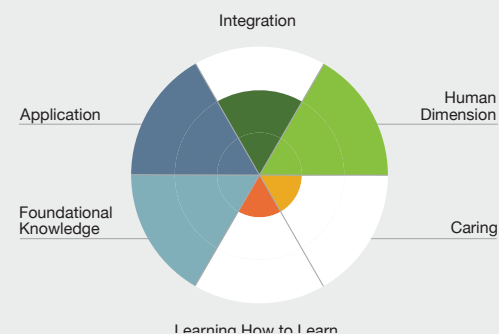 Integration
Application
Human
Dimension
Foundational
Knowledge
Caring
Learning How to Learn